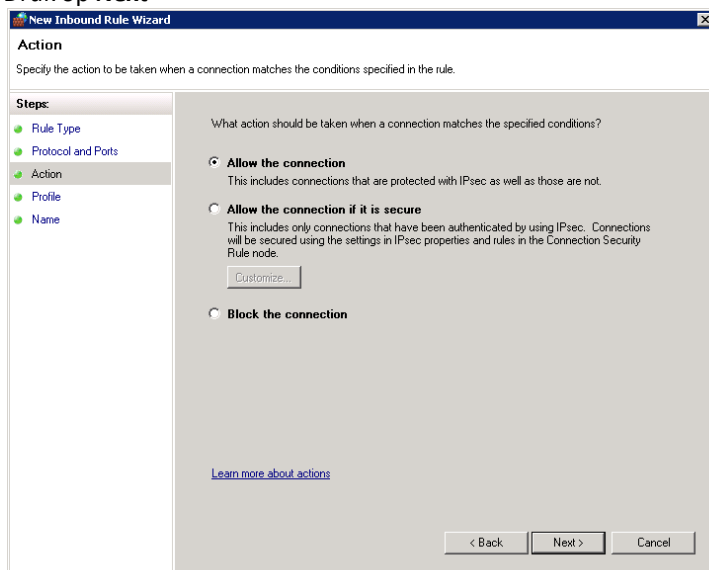 New Inbound Rule Wizard
Action
Specify the action to be taken when a connection matches the conditions specified in the rule.
Steps:
Rule Type
Protocol and Ports
Action
Profile
Name
What action should be taken when a connection matches the specified conditions?
Allow the connection
This includes connections that are protected with IPsec as well as those are not.
Allow the connection if it is secure
This includes only connections that have been authenticated by using IPsec. Connections
will be secured using the settings in IPsec properties and rules in the Connection Security
Rule node.
Customize...
Block the connection
Learn more about actions
< Back
Next >
Cancel